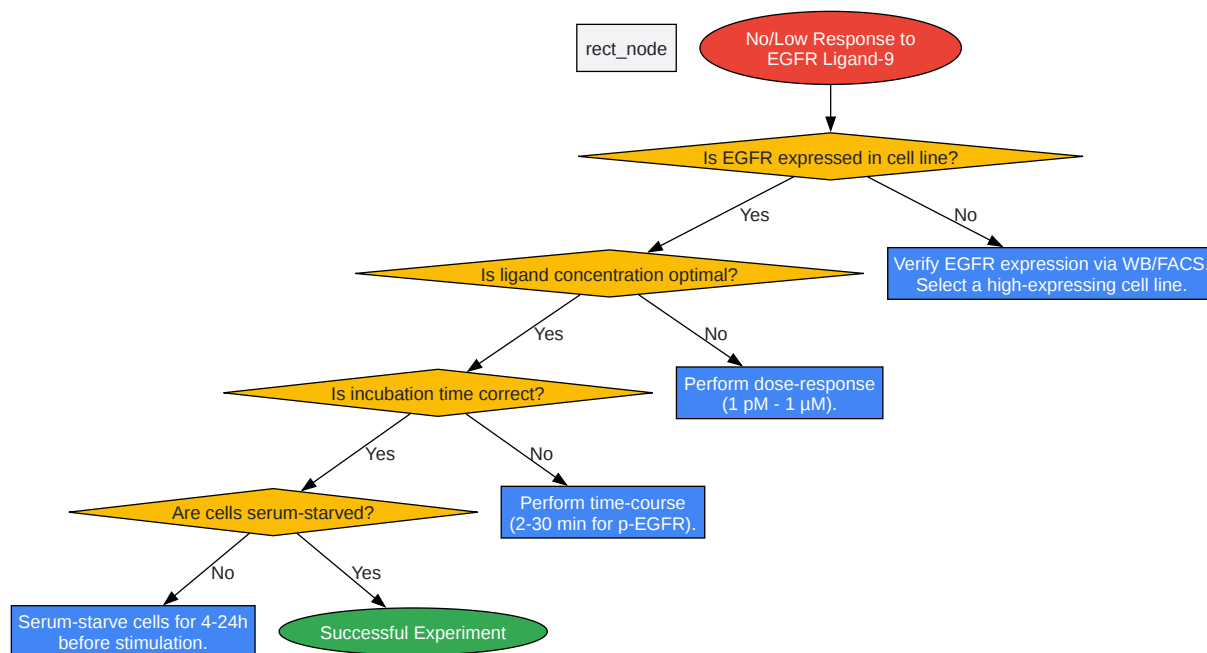 rect_node
No/Low Response to
EGFR Ligand-9
Is EGFR expressed in cell line?
Yes
No
Is ligand concentration optimal?
Verify EGFR expression via WB/FACS.
Select a high-expressing cell line.
Yes
No
Is incubation time correct?
Perform dose-response
(1 pM - 1 µM).
Yes
No
Are cells serum-starved?
Perform time-course
(2-30 min for p-EGFR).
No
Yes
Serum-starve cells for 4-24h
before stimulation.
Successful Experiment